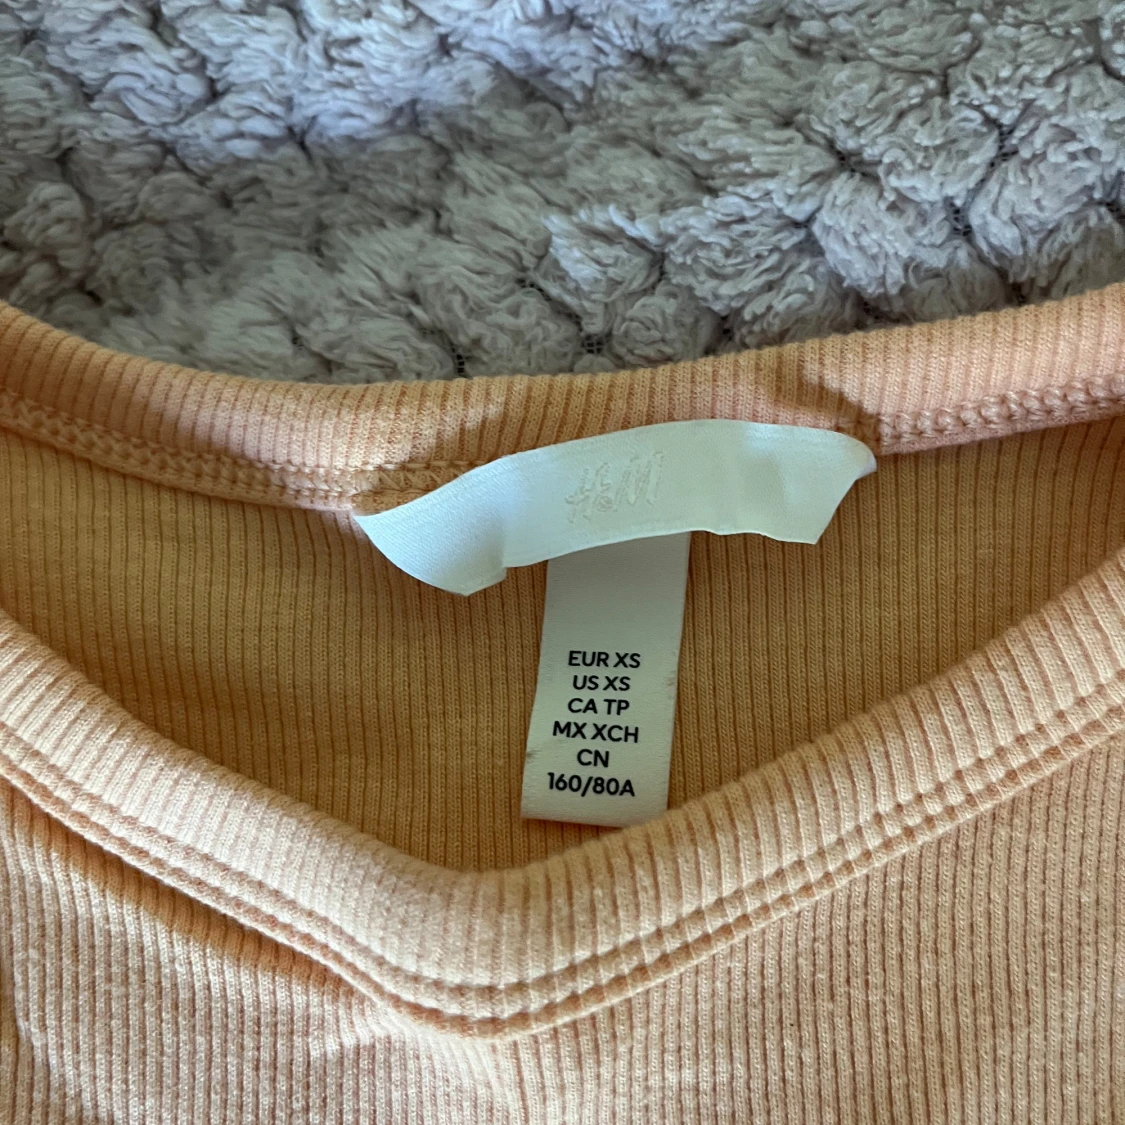 H&M
EUR XS
US XS
CA TP
MX XCH
CN
160/80A